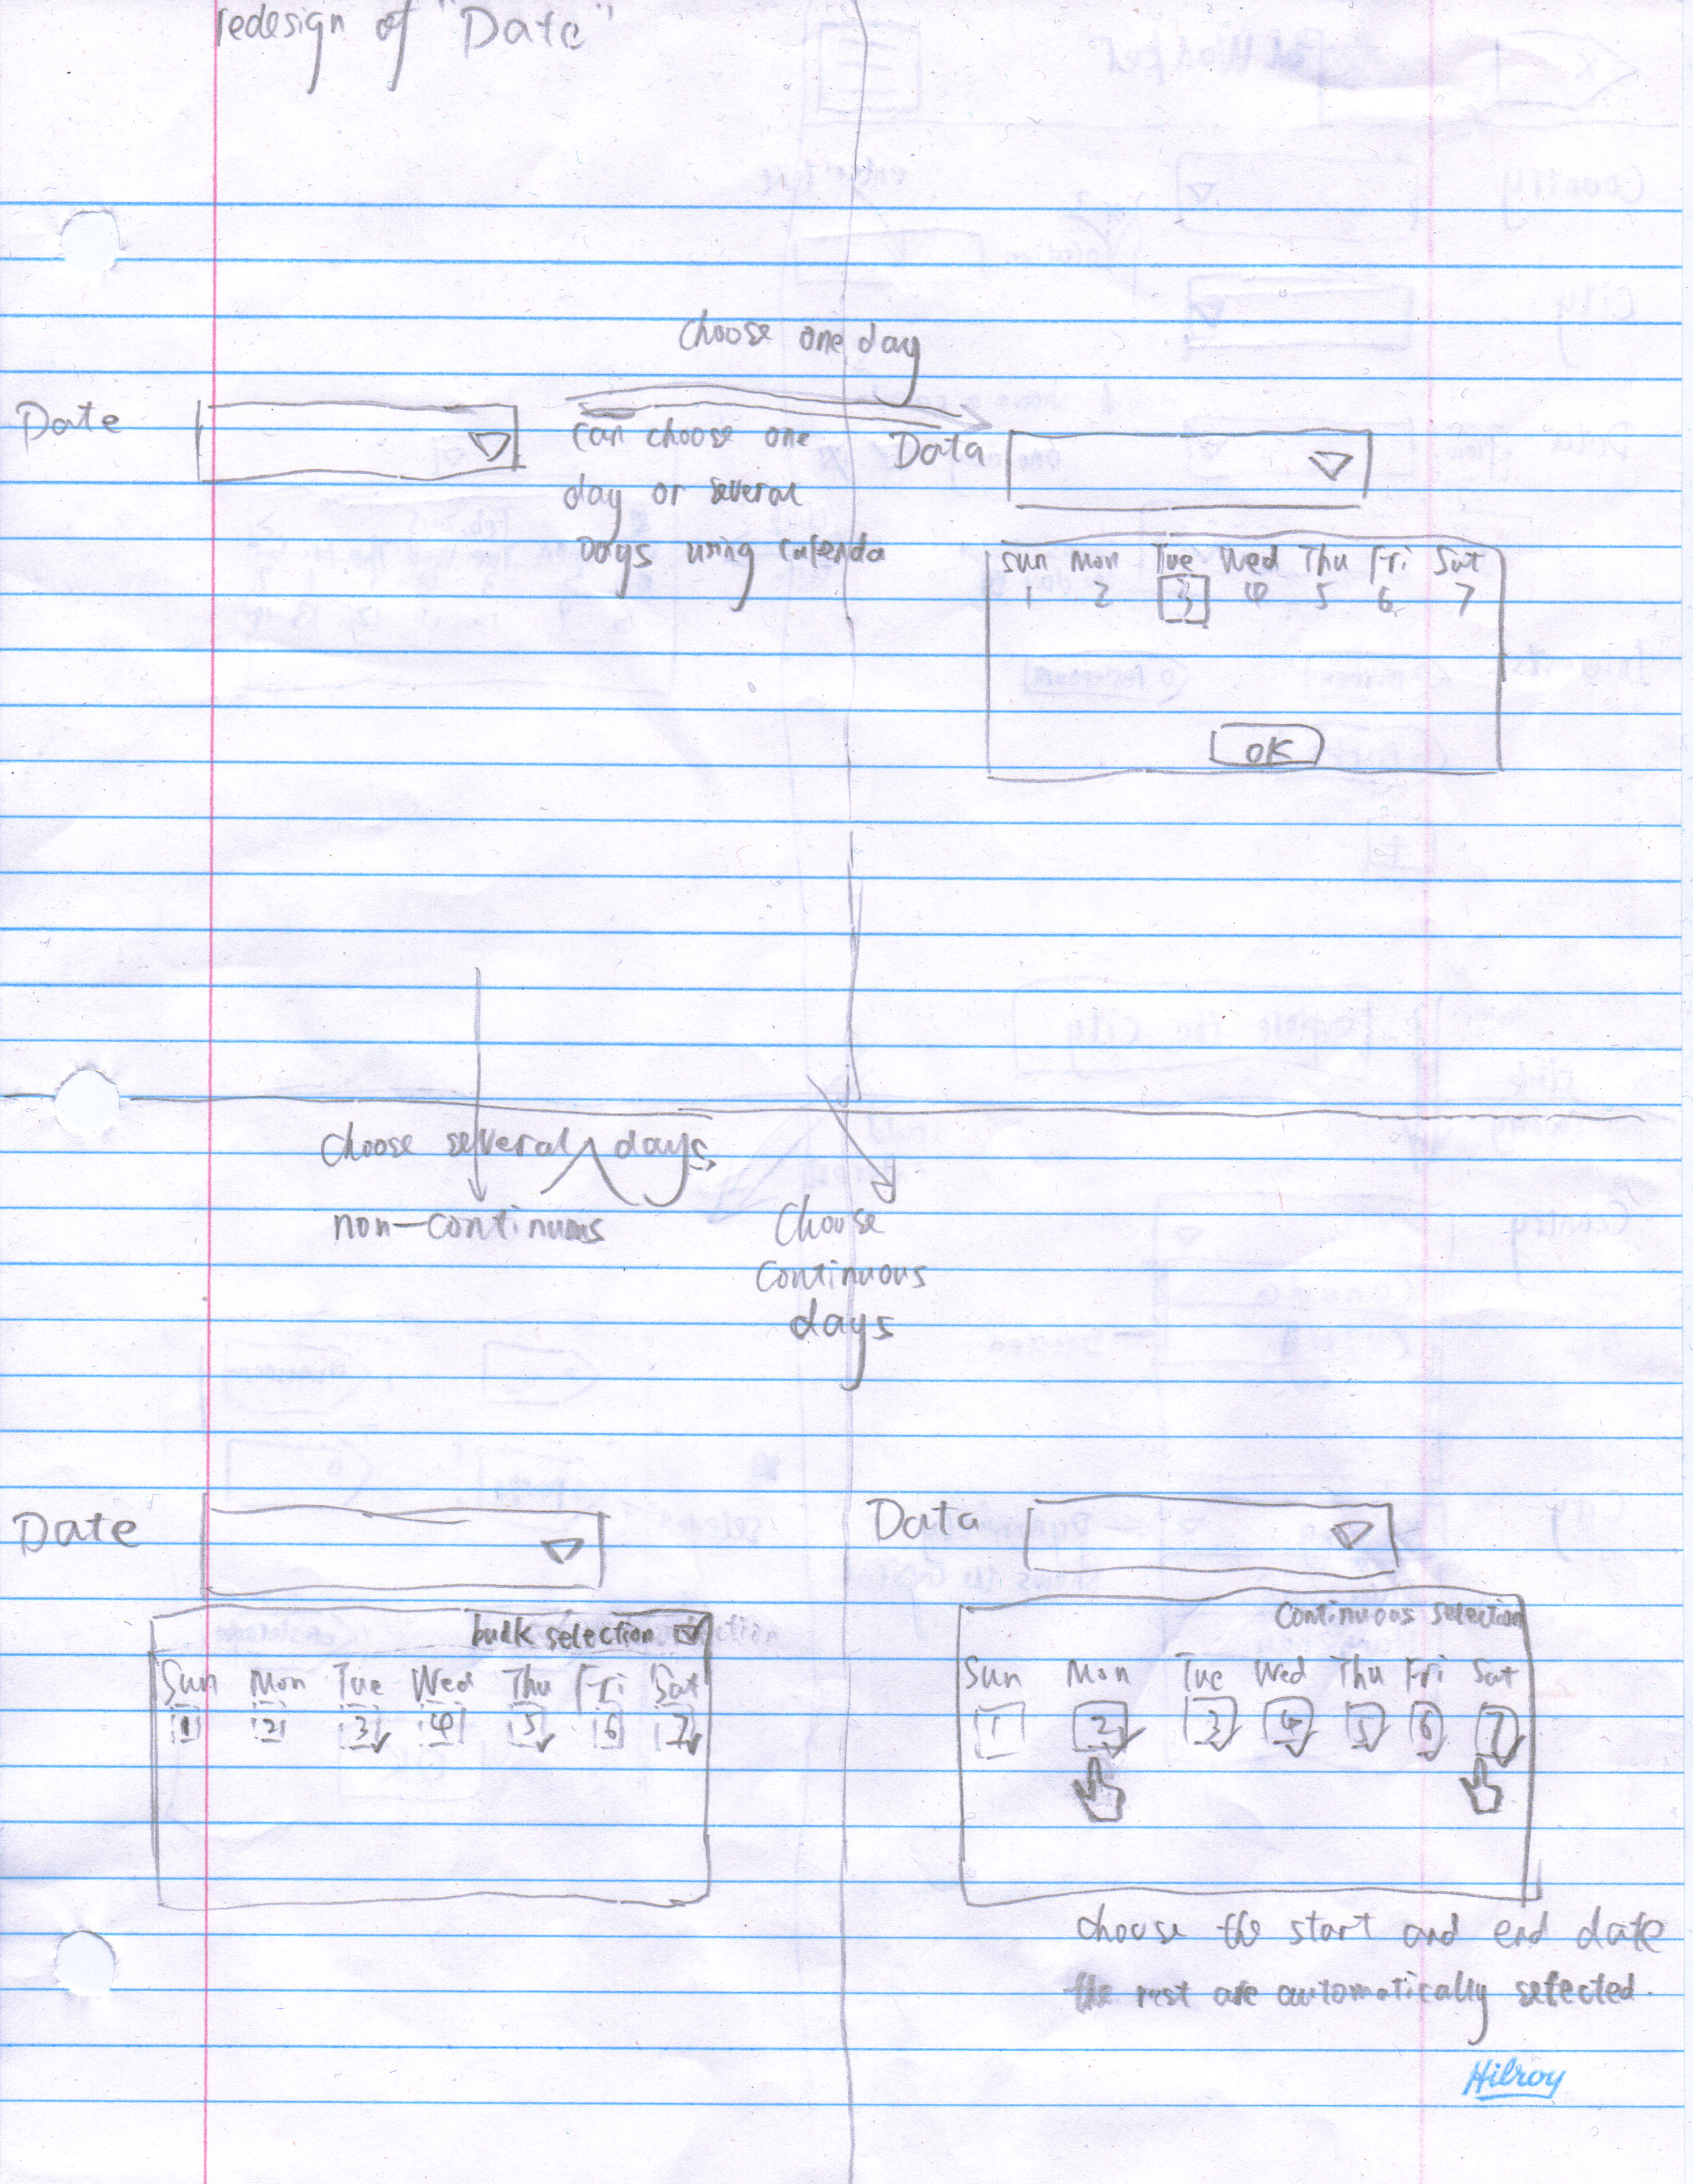 redesign of "Date"
Choose one day
Date
can choose one
day or several
days using calenda
Data
Sun Mon Tue Wed Thu Fri Sat
1 2 3 4 5 6 7
OK
Choose several days,
non-continuous
Choose
Continuous
days
Date
bulk selection
Sun Mon Tue Wed Thu Fri Sat
1 2 3 4 5 6 7
Data
Continuous selection
Sun Mon Tue Wed Thu Fri Sat
1 2 3 4 5 6 7
choose the start and end date
the rest are automatically selected.
Hilroy